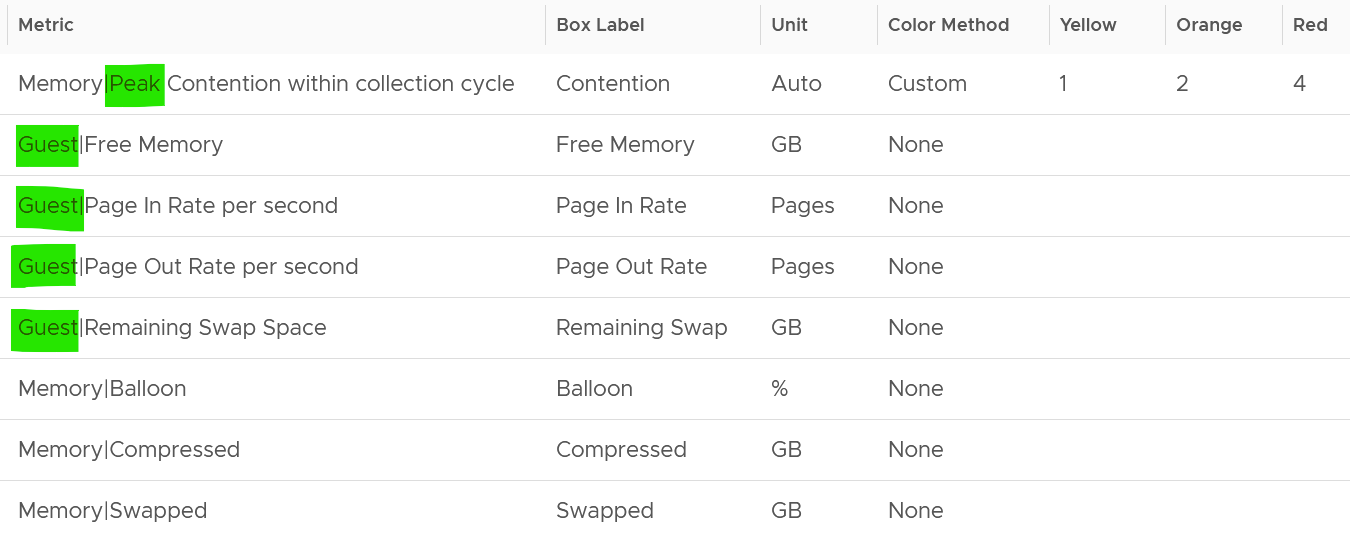 Metric Box Label Unit Color Method Yellow Orange Red
Memory|Peak Contention within collection cycle Contention Auto Custom 1 2 4
Guest|Free Memory Free Memory GB None
Guest|Page In Rate per second Page In Rate Pages None
Guest|Page Out Rate per second Page Out Rate Pages None
Guest|Remaining Swap Space Remaining Swap GB None
Memory|Balloon Balloon % None
Memory|Compressed Compressed GB None
Memory|Swapped Swapped GB None